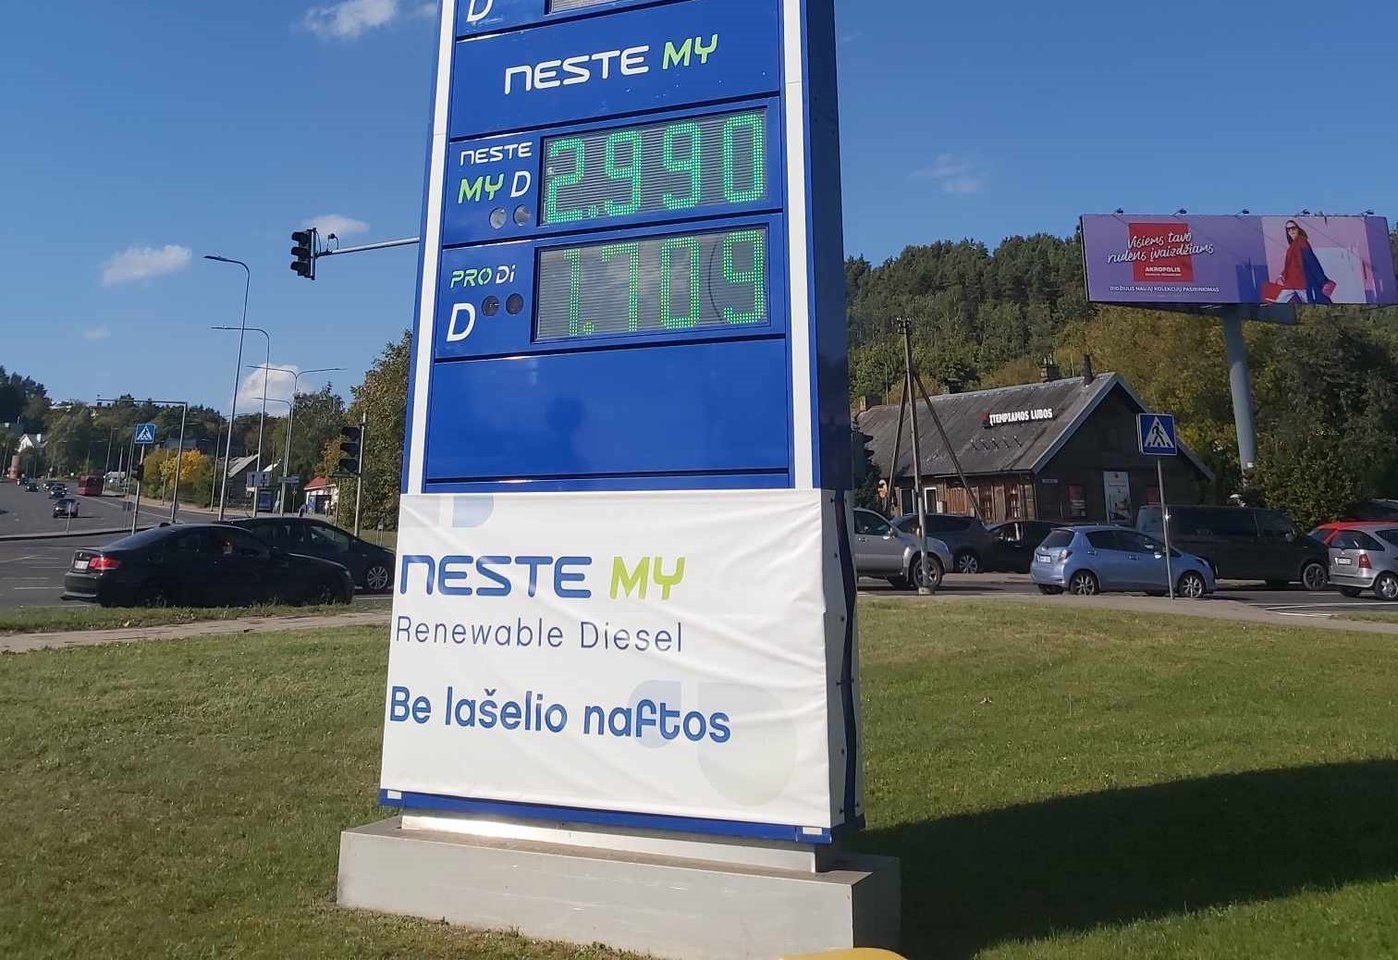 D
NESTE MY
NESTE
MY D
2.990
PRO Di
D
1.709
NESTE MY
Renewable Diesel
Be lašelio naftos
Visiems tavo
rudens įvaizdžiams
AKROPOLIS
ĮTEMPIAMOS LUBOS